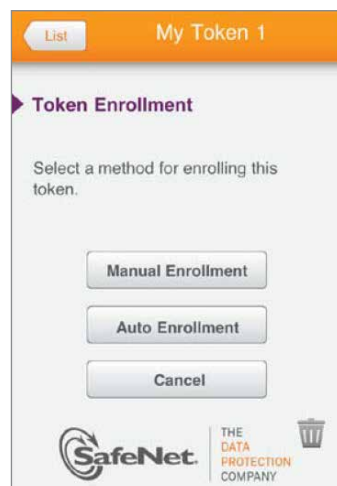 List
My Token 1
Token Enrollment
Select a method for enrolling this
token.
Manual Enrollment
Auto Enrollment
Cancel
SafeNet.
THE
DATA
PROTECTION
COMPANY